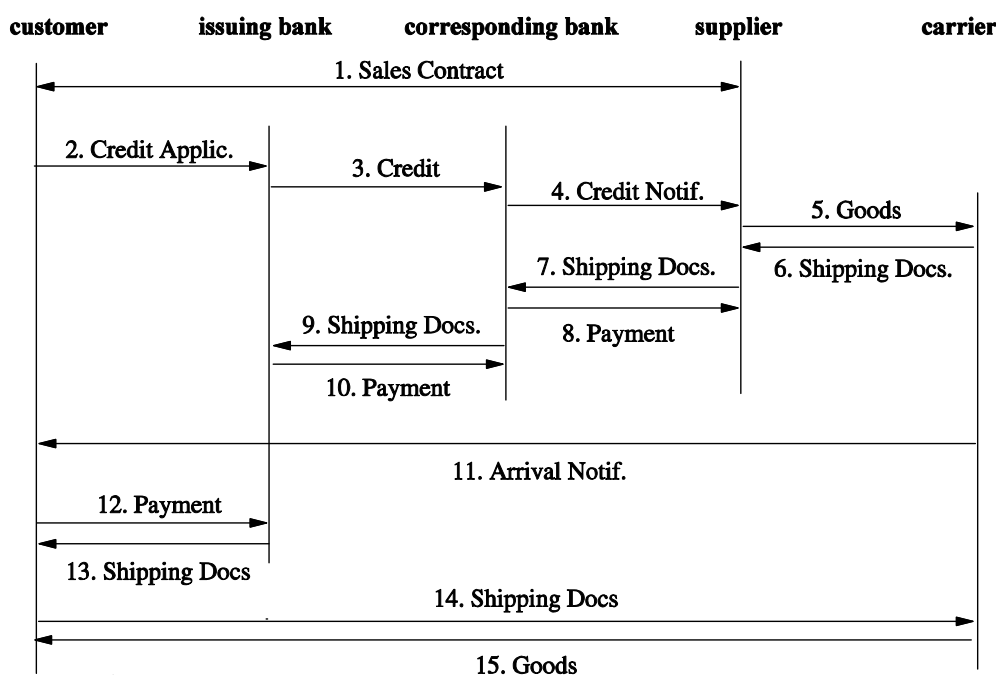 customer issuing bank corresponding bank supplier carrier
1. Sales Contract
2. Credit Applic.
3. Credit
4. Credit Notif.
5. Goods
6. Shipping Docs.
7. Shipping Docs.
8. Payment
9. Shipping Docs.
10. Payment
11. Arrival Notif.
12. Payment
13. Shipping Docs
14. Shipping Docs
15. Goods